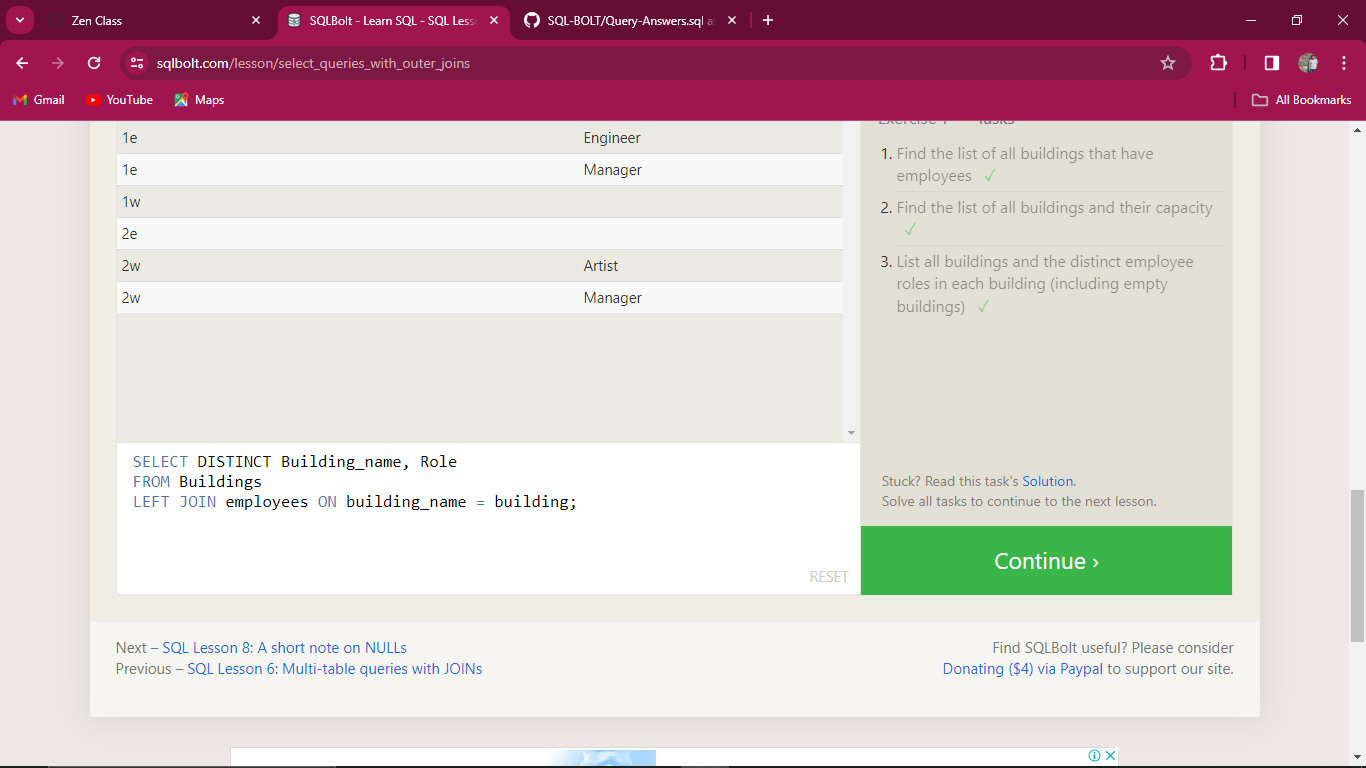 Zen Class
SQLBolt - Learn SQL - SQL Less
SQL-BOLT/Query-Answers.sql a
sqlbolt.com/lesson/select_queries_with_outer_joins
Gmail
YouTube
Maps
All Bookmarks
1e Engineer
1e Manager
1w
2e
2w Artist
2w Manager
SELECT DISTINCT Building_name, Role
FROM Buildings
LEFT JOIN employees ON building_name = building;
RESET
Exercise 7 — Tasks
1. Find the list of all buildings that have
employees ✓
2. Find the list of all buildings and their capacity
✓
3. List all buildings and the distinct employee
roles in each building (including empty
buildings) ✓
Stuck? Read this task's Solution.
Solve all tasks to continue to the next lesson.
Continue ›
Next – SQL Lesson 8: A short note on NULLs
Previous – SQL Lesson 6: Multi-table queries with JOINs
Find SQLBolt useful? Please consider
Donating ($4) via Paypal to support our site.